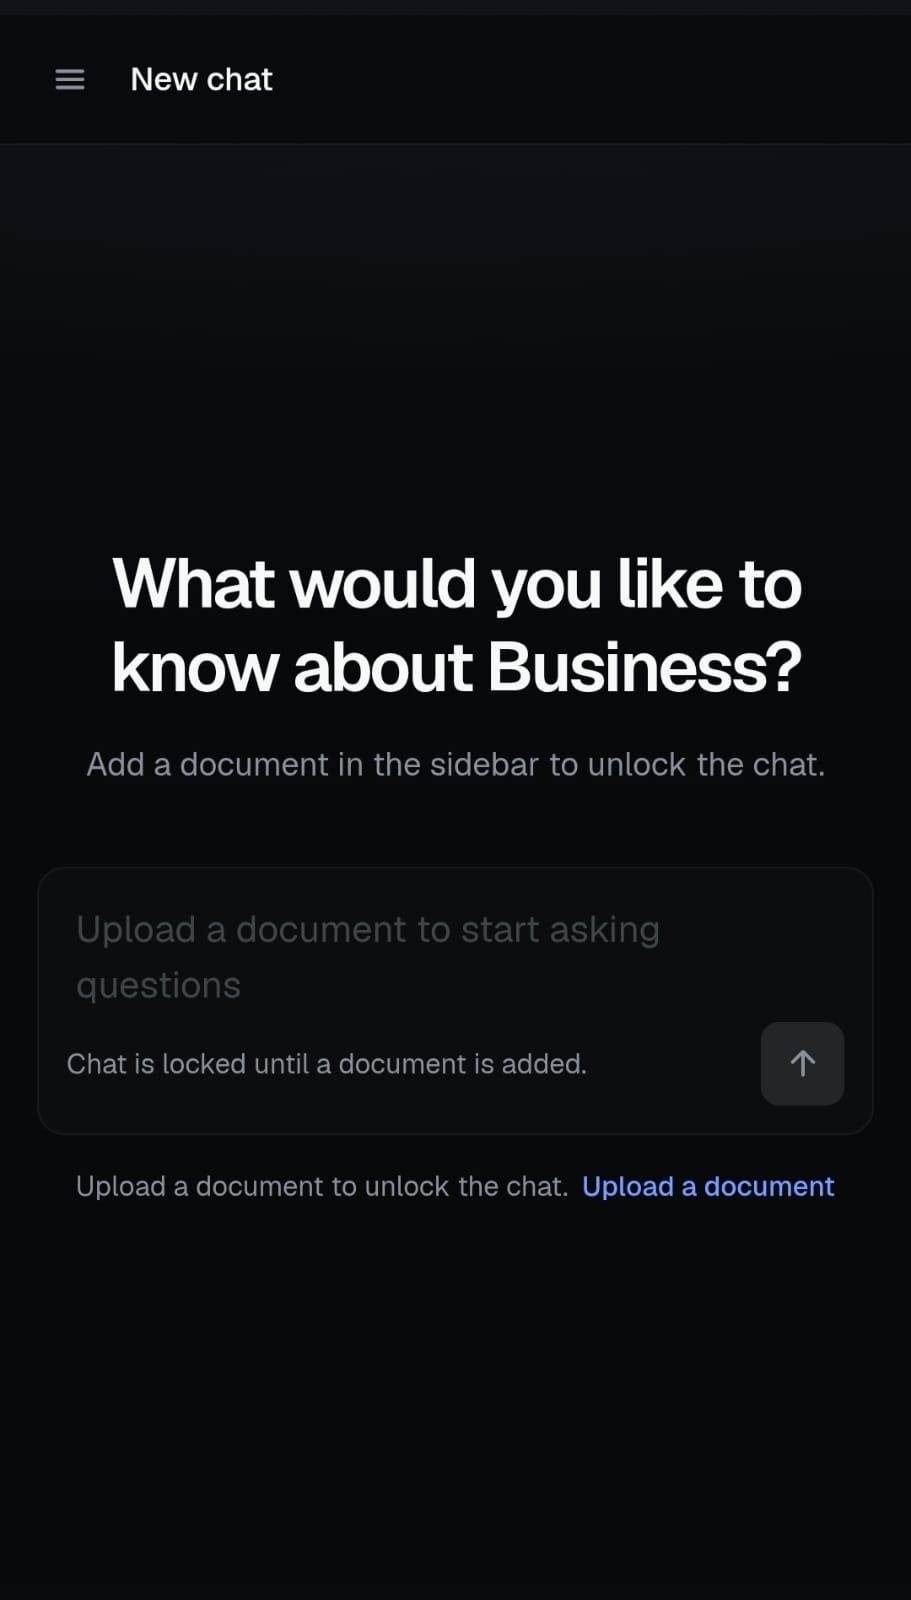 New chat
What would you like to
know about Business?
Add a document in the sidebar to unlock the chat.
Upload a document to start asking
questions
Chat is locked until a document is added.
Upload a document to unlock the chat. Upload a document